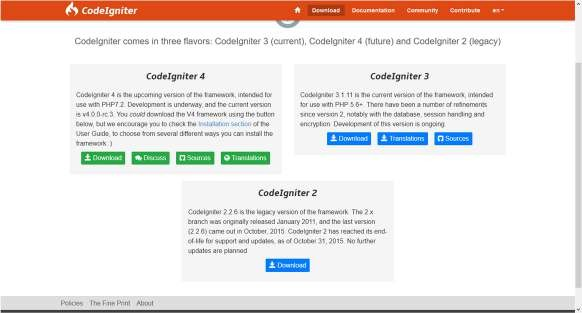 CodeIgniter
Download Documentation Community Contribute en
CodeIgniter comes in three flavors: CodeIgniter 3 (current), CodeIgniter 4 (future) and CodeIgniter 2 (legacy)
CodeIgniter 4
CodeIgniter 4 is the upcoming version of the framework, intended
for use with PHP7.2. Development is underway, and the current version
is v4.0.0-rc.3. You could download the V4 framework using the button
below, but we encourage you to check the Installation section of the
User Guide, to choose from several different ways you can install the
framework :)
Download Discuss Sources Translations
CodeIgniter 3
CodeIgniter 3.1.11 is the current version of the framework, intended
for use with PHP 5.6+. There have been a number of refinements
since version 2, notably with the database, session handling and
encryption. Development of this version is ongoing.
Download Translations Sources
CodeIgniter 2
CodeIgniter 2.2.6 is the legacy version of the framework. The 2.x
branch was originally released January 2011, and the last version
(2.2.6) came out in October, 2015. CodeIgniter 2 has reached its end-
of-life for support and updates, as of October 31, 2015. No further
updates are planned
Download
Policies The Fine Print About